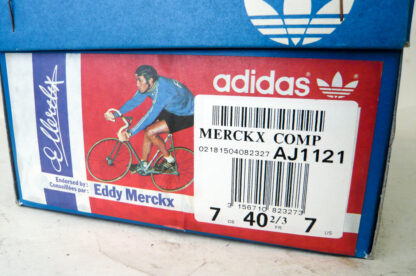 E Merckx
Endorsed by:
Conseillées par: Eddy Merckx
adidas
MERCKX COMP
02181504082327 AJ1121
3 156710 823273
7 GB 40 2/3 FR 7 US